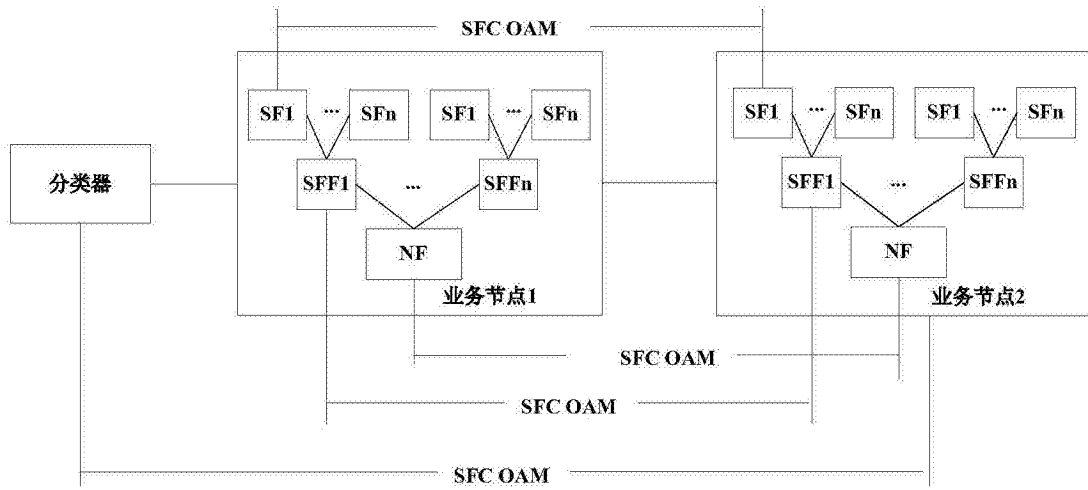 SFC OAM
SF1 ... SFn SF1 ... SFn
SF1 ... SFn SF1 ... SFn
分类器
SFF1 ... SFFn
SFF1 ... SFFn
NF
NF
业务节点1
业务节点2
SFC OAM
SFC OAM
SFC OAM